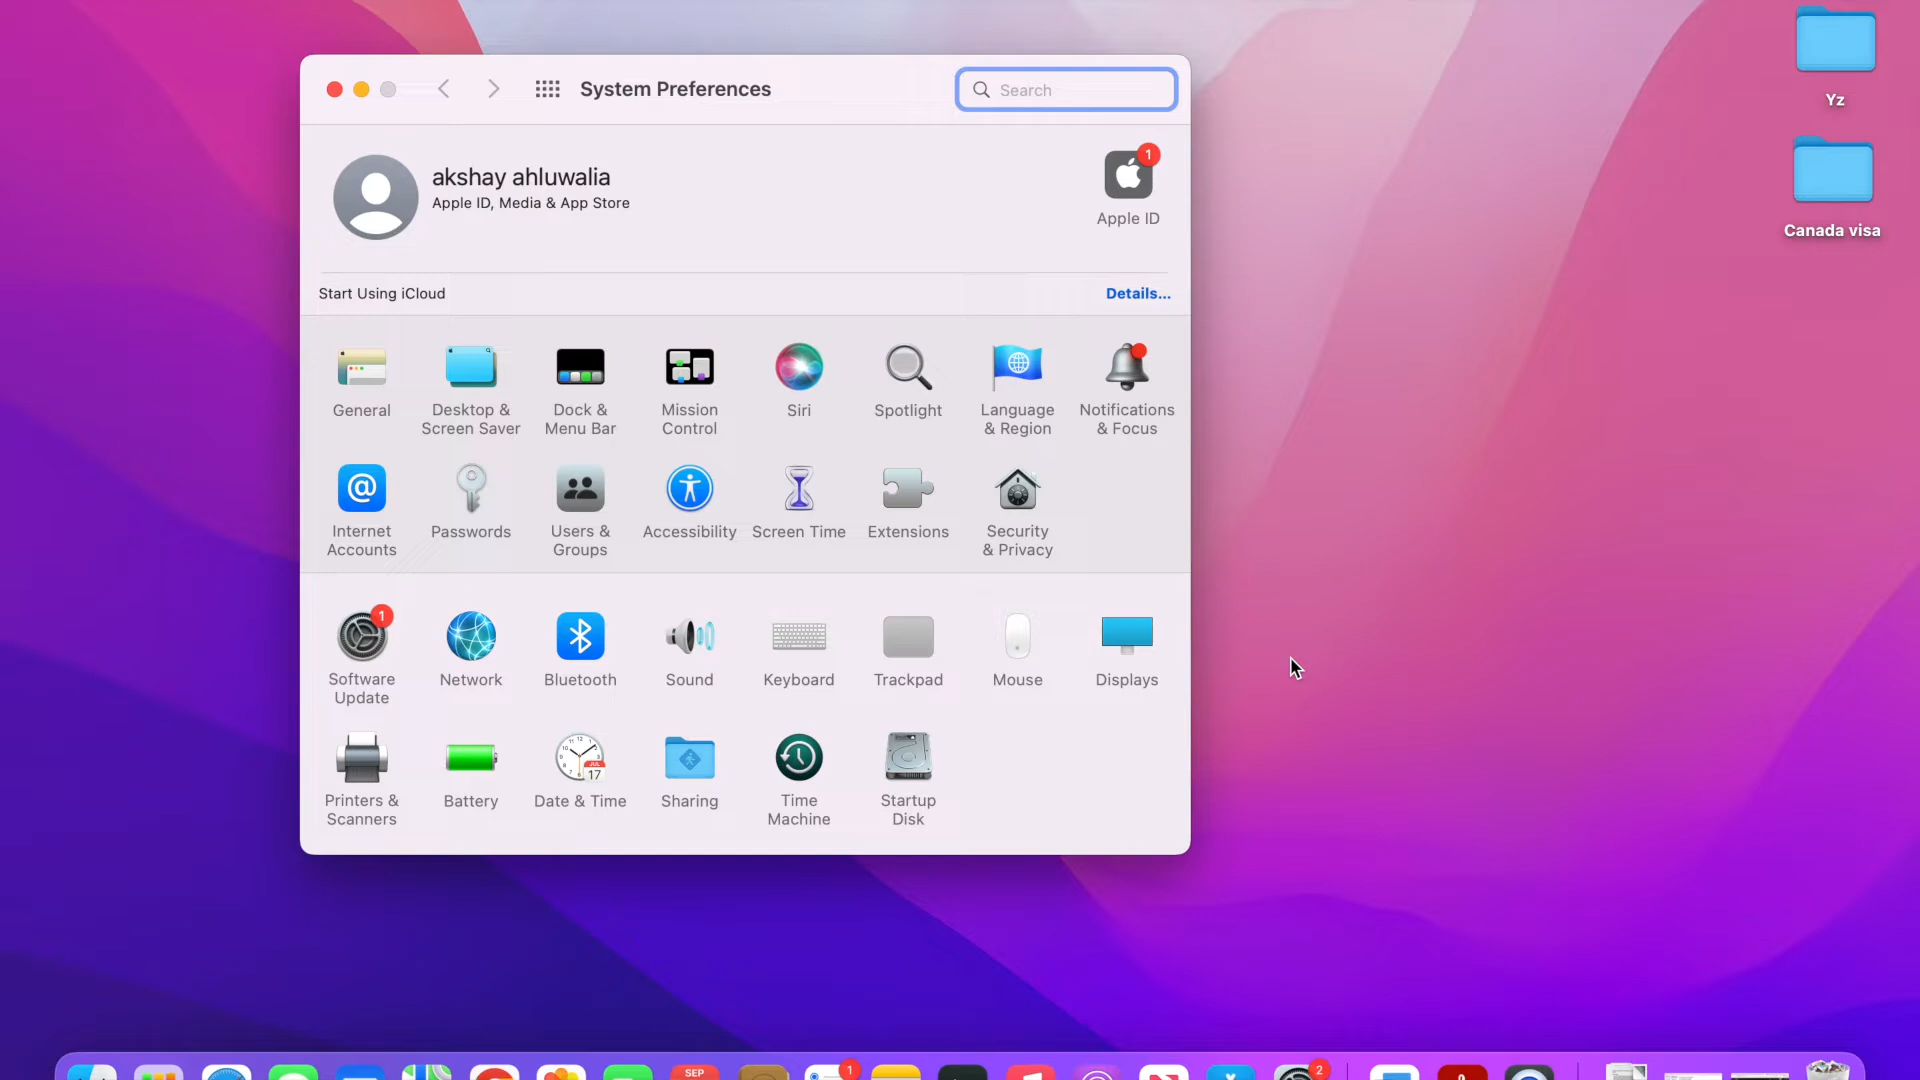 System Preferences
Search
akshay ahluwalia
Apple ID, Media & App Store
1
Apple ID
Start Using iCloud
Details...
General
Desktop &
Screen Saver
Dock &
Menu Bar
Mission
Control
Siri
Spotlight
Language
& Region
Notifications
& Focus
Internet
Accounts
Passwords
Users &
Groups
Accessibility
Screen Time
Extensions
Security
& Privacy
1
Software
Update
Network
Bluetooth
Sound
Keyboard
Trackpad
Mouse
Displays
Printers &
Scanners
Battery
JUL
17
Date & Time
Sharing
Time
Machine
Startup
Disk
Yz
Canada visa
SEP
1
2